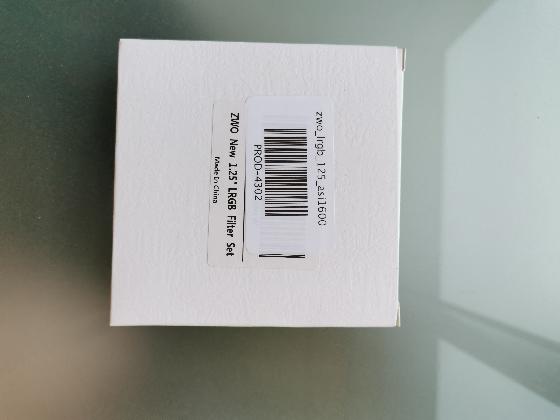 zwo_lrgb_125_asi1600
PROD-4302
ZWO New 1.25" LRGB Filter Set
Made In China